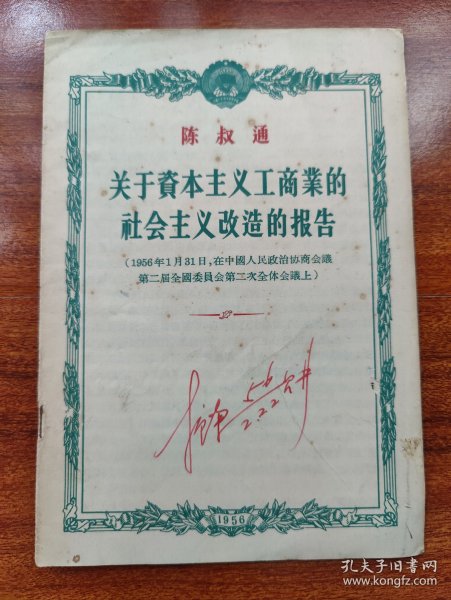 陈叔通
关于資本主义工商業的
社会主义改造的报告
(1956年1月31日,在中國人民政治协商会議
第二届全國委員会第二次全体会議上)
56
2.22
1956
孔夫子旧书网
www.kongfz.com